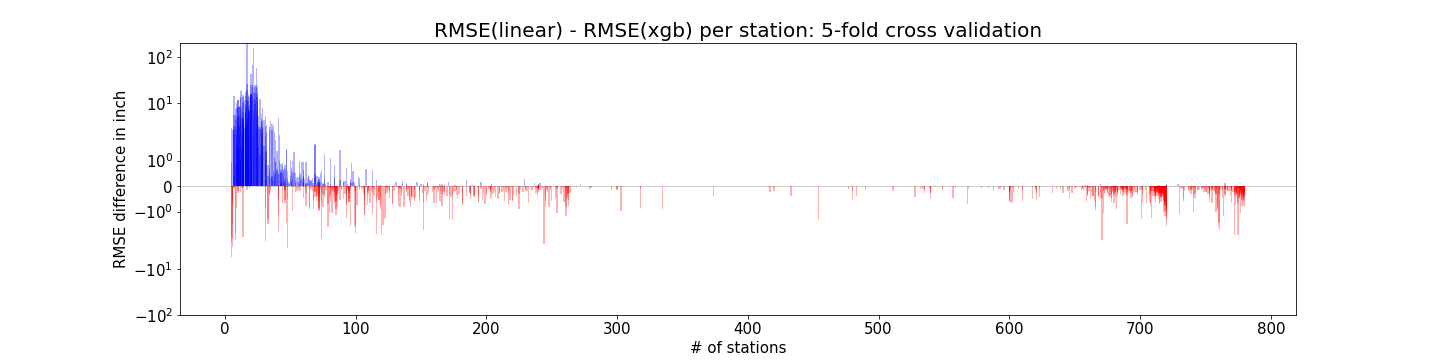 RMSE(linear) - RMSE(xgb) per station: 5-fold cross validation
RMSE difference in inch
10²
10¹
10⁰
0
−10⁰
−10¹
−10²
0 100 200 300 400 500 600 700 800
# of stations